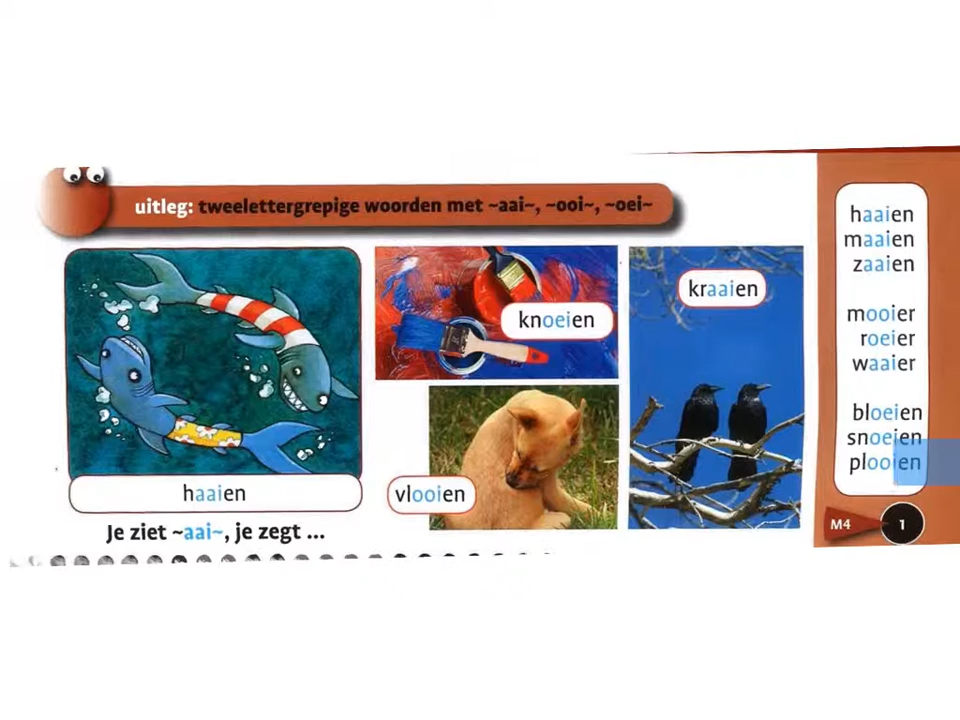 uitleg: tweelettergrepige woorden met ~aai~, ~ooi~, ~oei~
haaien
Je ziet ~aai~, je zegt ...
knoeien
vlooien
kraaien
haaien
maaien
zaaien
mooier
roeier
waaier
bloeien
snoeien
plooien
M4
1